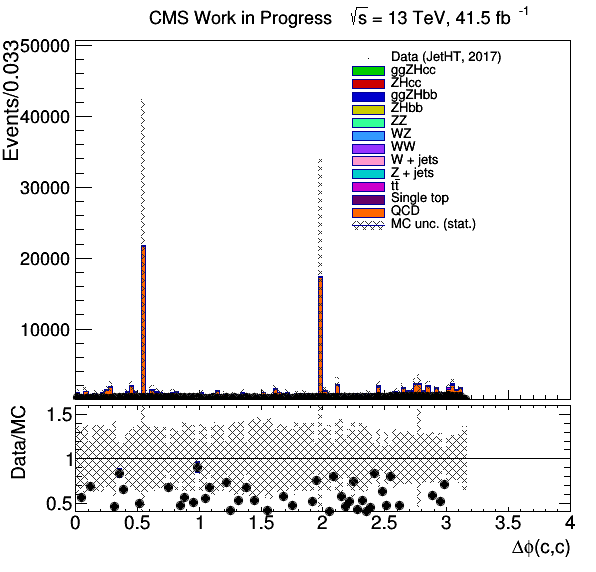 CMS Work in Progress √s = 13 TeV, 41.5 fb -1
Events/0.033
50000
40000
30000
20000
10000
Data (JetHT, 2017)
ggZHcc
ZHcc
ggZHbb
ZHbb
ZZ
WZ
WW
W + jets
Z + jets
tt̄
Single top
QCD
MC unc. (stat.)
Data/MC
1.5
1
0.5
0 0.5 1 1.5 2 2.5 3 3.5 4
Δϕ(c,c)